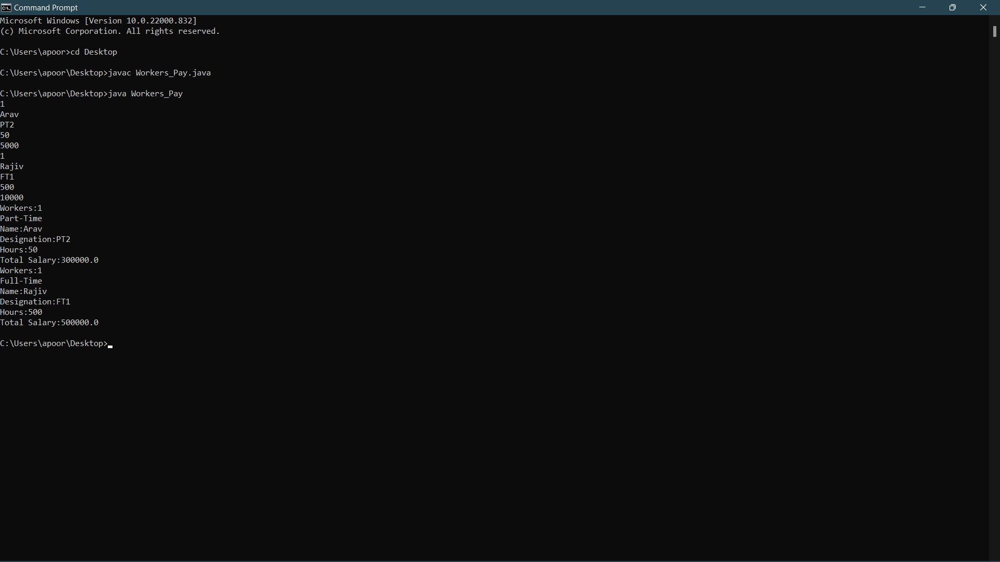 Command Prompt
Microsoft Windows [Version 10.0.22000.832]
(c) Microsoft Corporation. All rights reserved.
C:\Users\apoor>cd Desktop
C:\Users\apoor\Desktop>javac Workers_Pay.java
C:\Users\apoor\Desktop>java Workers_Pay
1
Arav
PT2
50
5000
1
Rajiv
FT1
500
10000
Workers:1
Part-Time
Name:Arav
Designation:PT2
Hours:50
Total Salary:300000.0
Workers:1
Full-Time
Name:Rajiv
Designation:FT1
Hours:500
Total Salary:500000.0
C:\Users\apoor\Desktop>